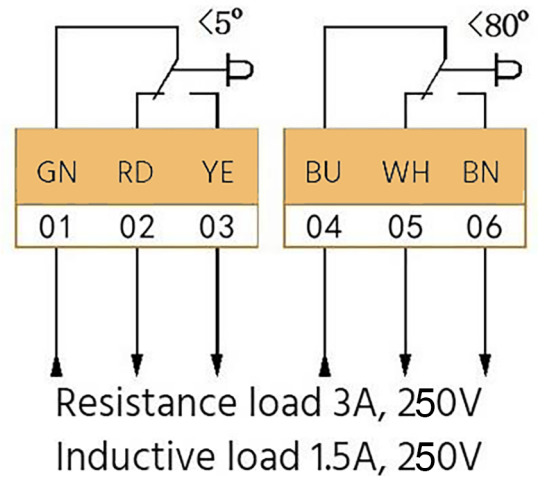 <5° <80°
GN RD YE BU WH BN
01 02 03 04 05 06
Resistance load 3A, 250V
Inductive load 1.5A, 250V